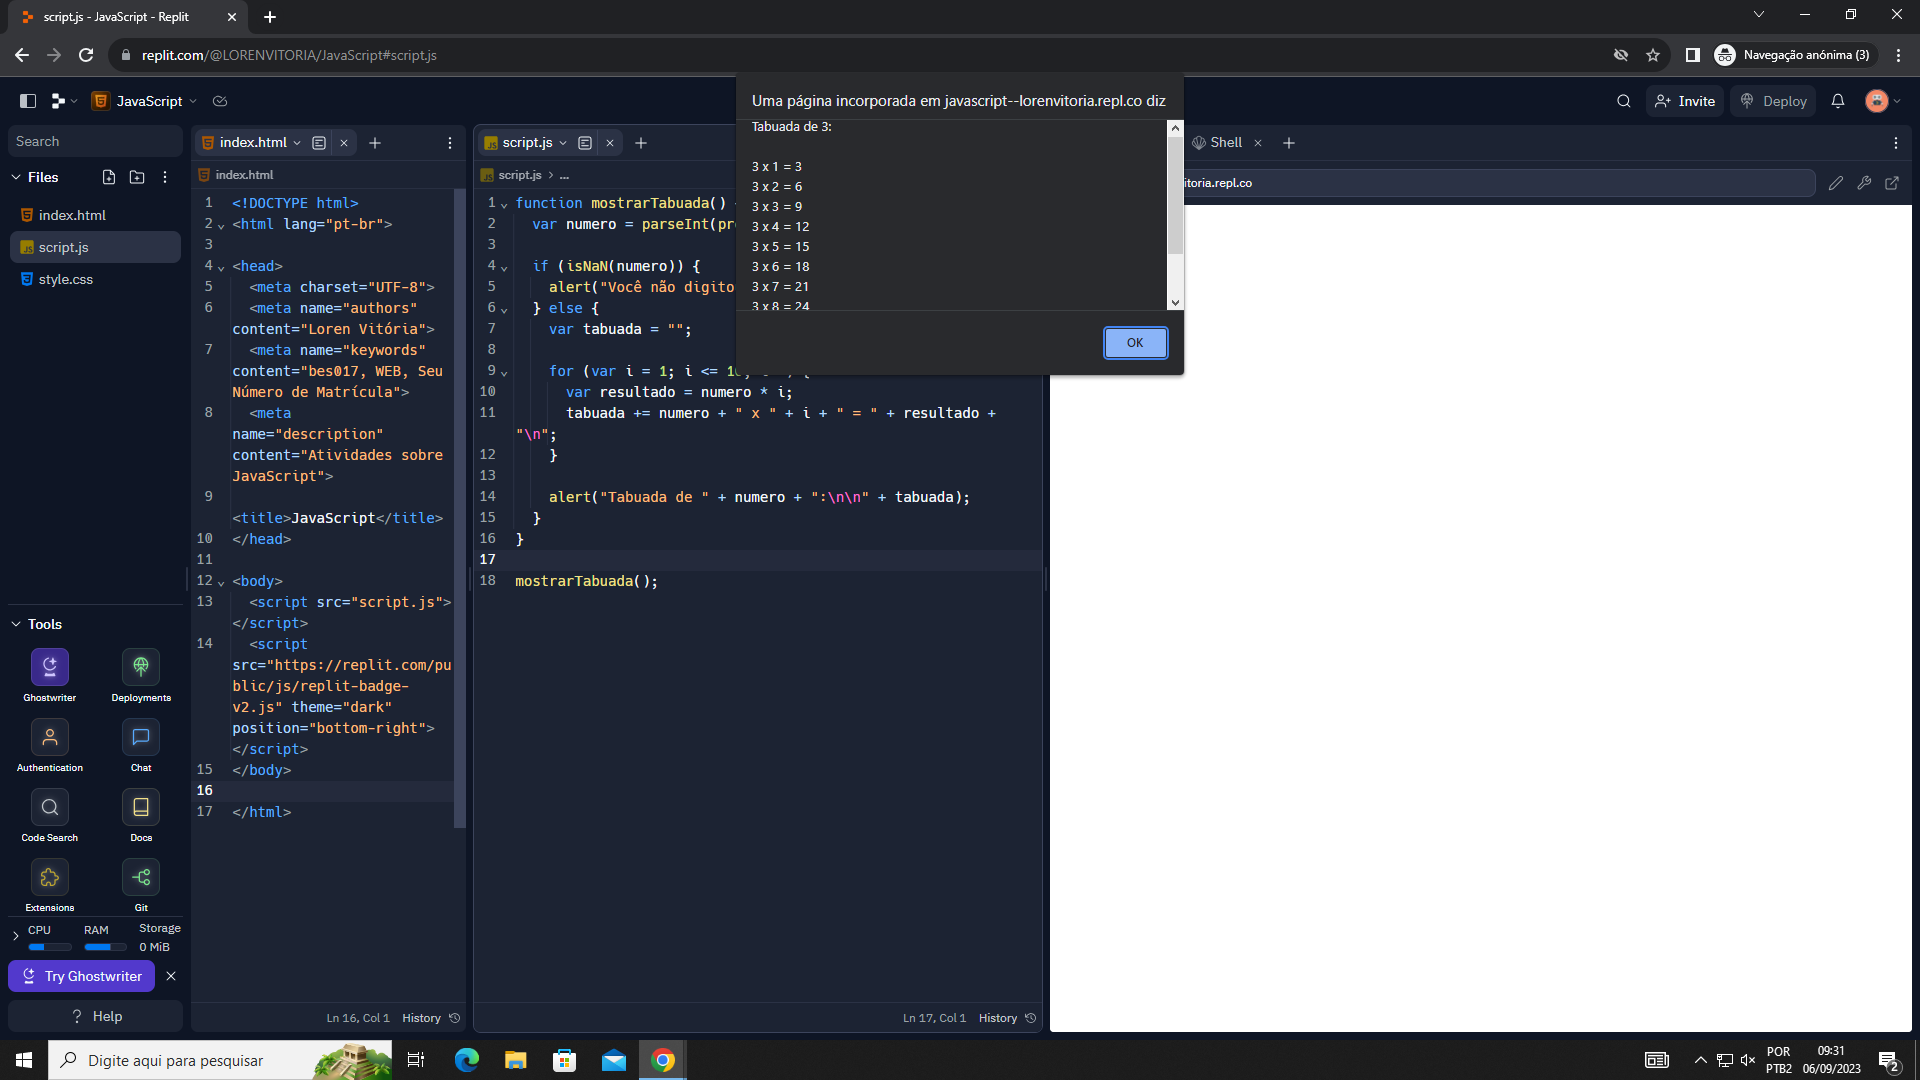 script.js - JavaScript - Replit
replit.com/@LORENVITORIA/JavaScript#script.js
Navegação anónima (3)
JavaScript
Invite
Deploy
Search
Files
index.html
script.js
style.css
Tools
Ghostwriter
Deployments
Authentication
Chat
Code Search
Docs
Extensions
Git
CPU
RAM
Storage
0 MiB
Try Ghostwriter
Help
index.html
index.html
1 <!DOCTYPE html>
2 <html lang="pt-br">
3
4 <head>
5 <meta charset="UTF-8">
6 <meta name="authors"
content="Loren Vitória">
7 <meta name="keywords"
content="bes017, WEB, Seu
Número de Matrícula">
8 <meta
name="description"
content="Atividades sobre
JavaScript">
9
<title>JavaScript</title>
10 </head>
11
12 <body>
13 <script src="script.js">
</script>
14 <script
src="https://replit.com/pu
blic/js/replit-badge-
v2.js" theme="dark"
position="bottom-right">
</script>
15 </body>
16
17 </html>
Ln 16, Col 1 History
script.js
script.js > ...
1 function mostrarTabuada()
2 var numero = parseInt(pr
3
4 if (isNaN(numero)) {
5 alert("Você não digito
6 } else {
7 var tabuada = "";
8
9 for (var i = 1; i <= 1
10 var resultado = numero * i;
11 tabuada += numero + " x " + i + " = " + resultado +
"\n";
12 }
13
14 alert("Tabuada de " + numero + ":\n\n" + tabuada);
15 }
16 }
17
18 mostrarTabuada();
Ln 17, Col 1 History
Uma página incorporada em javascript--lorenvitoria.repl.co diz
Tabuada de 3:
3 x 1 = 3
3 x 2 = 6
3 x 3 = 9
3 x 4 = 12
3 x 5 = 15
3 x 6 = 18
3 x 7 = 21
3 x 8 = 24
OK
Shell
itoria.repl.co
Digite aqui para pesquisar
POR
PTB2
09:31
06/09/2023
2